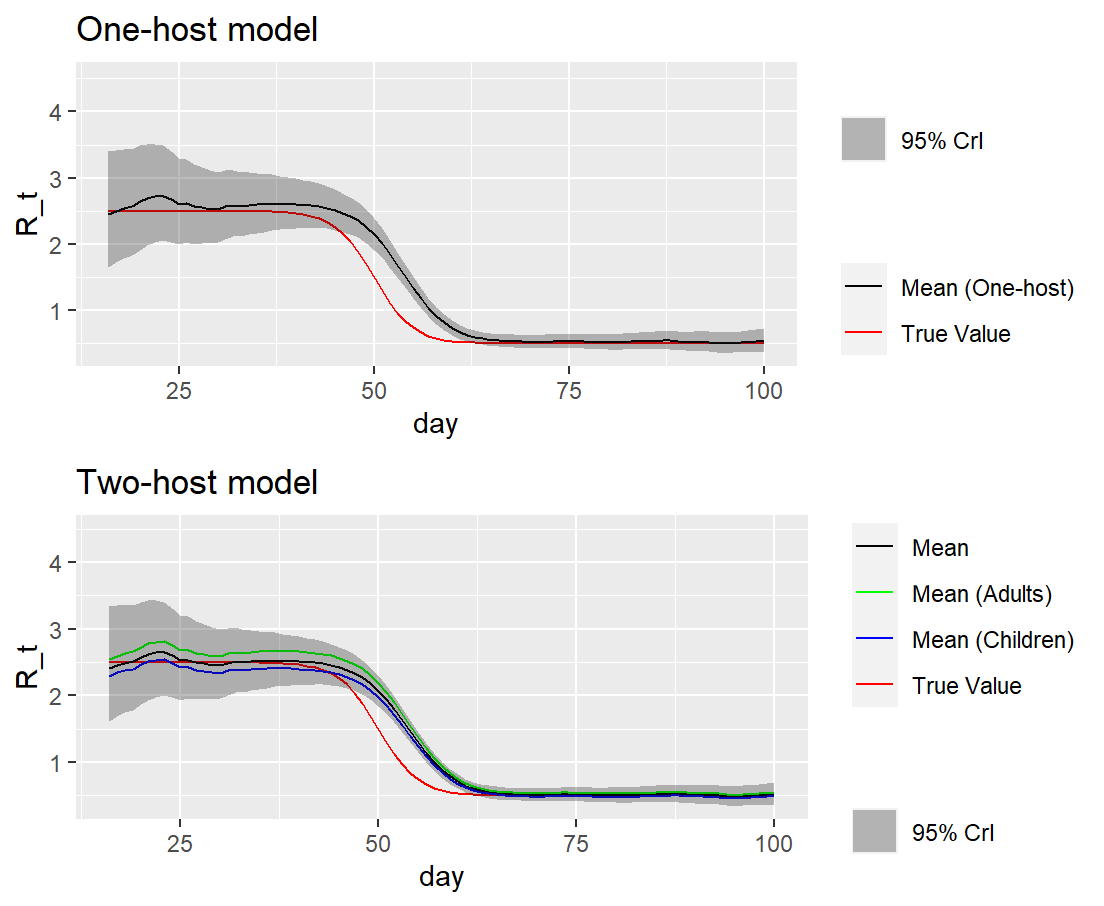 One-host model
R_t
4
3
2
1
25
50
75
100
day
95% CrI
Mean (One-host)
True Value
Two-host model
R_t
4
3
2
1
25
50
75
100
day
Mean
Mean (Adults)
Mean (Children)
True Value
95% CrI